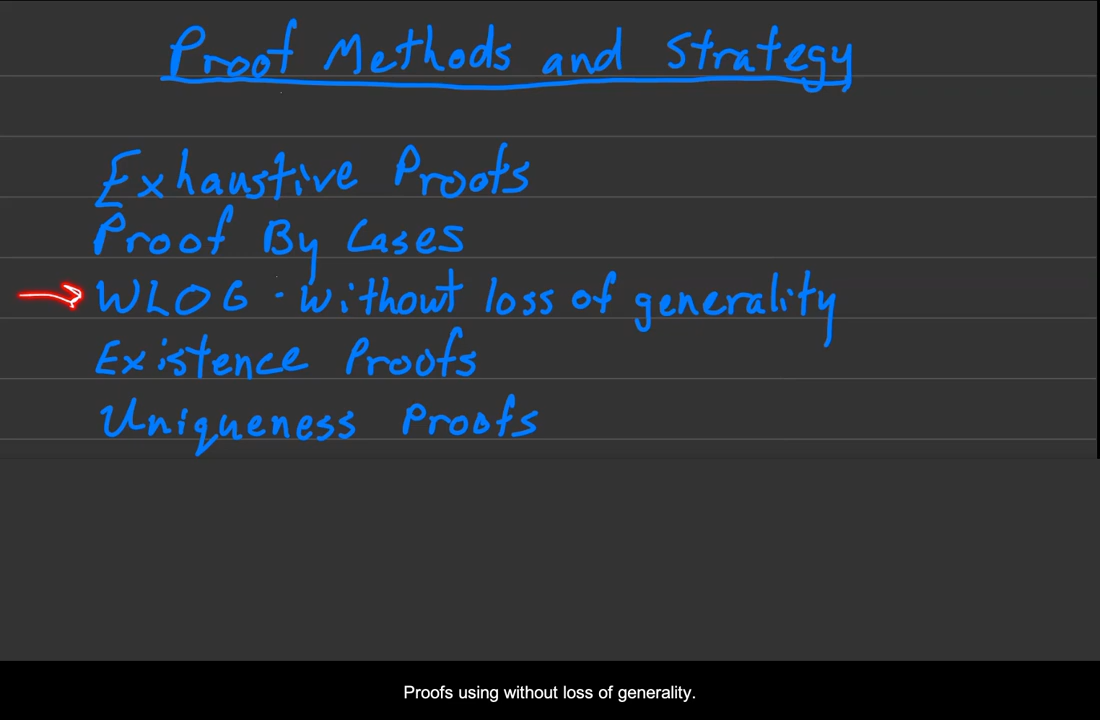 Proof Methods and Strategy
Exhaustive Proofs
Proof By Cases
WLOG - Without loss of generality
Existence Proofs
Uniqueness Proofs
Proofs using without loss of generality.